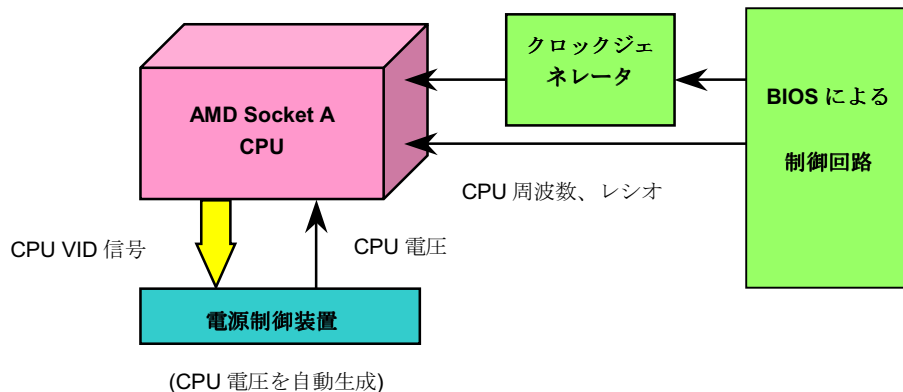 クロックジェ
ネレータ
BIOS による
制御回路
AMD Socket A
CPU
CPU 周波数、レシオ
CPU VID 信号
CPU 電圧
電源制御装置
(CPU 電圧を自動生成)